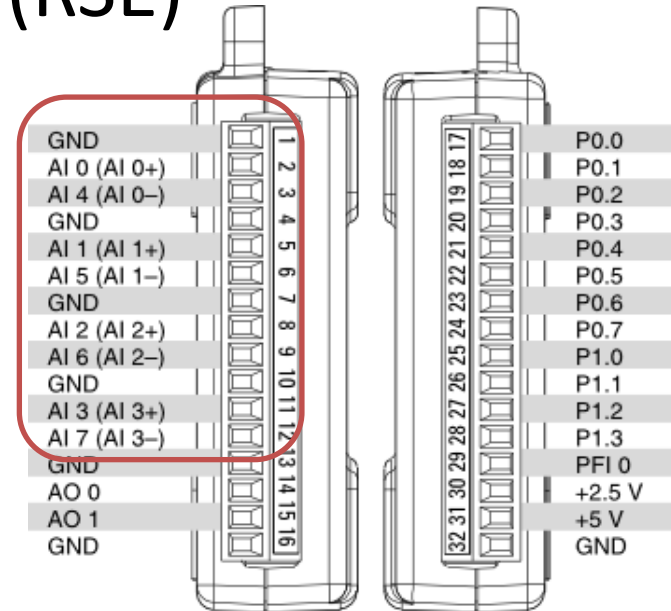 (RSE)
GND 1
AI 0 (AI 0+) 2
AI 4 (AI 0–) 3
GND 4
AI 1 (AI 1+) 5
AI 5 (AI 1–) 6
GND 7
AI 2 (AI 2+) 8
AI 6 (AI 2–) 9
GND 10
AI 3 (AI 3+) 11
AI 7 (AI 3–) 12
GND 13
AO 0 14
AO 1 15
GND 16
17 P0.0
18 P0.1
19 P0.2
20 P0.3
21 P0.4
22 P0.5
23 P0.6
24 P0.7
25 P1.0
26 P1.1
27 P1.2
28 P1.3
29 PFI 0
30 +2.5 V
31 +5 V
32 GND